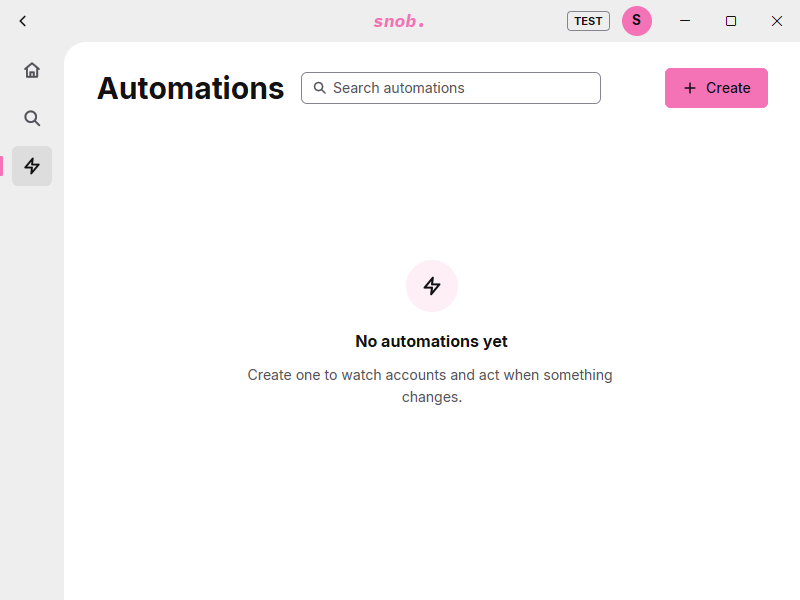 snob.
TEST
S
Automations
Search automations
+ Create
No automations yet
Create one to watch accounts and act when something
changes.